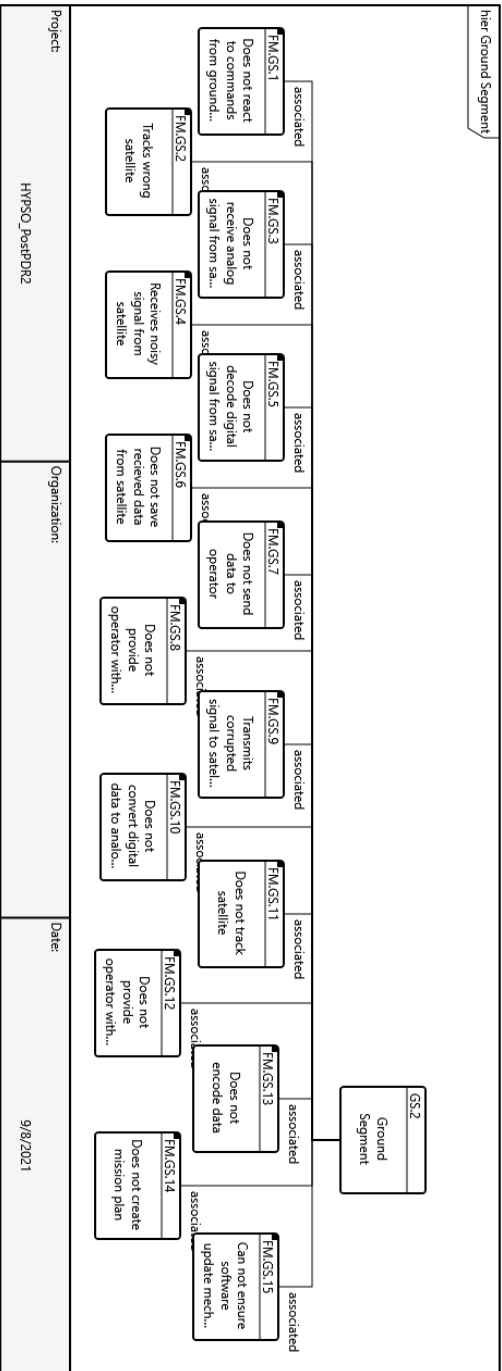 hier Ground Segment
GS.2
Ground
Segment
associated
associated
associated
associated
associated
associated
associated
associated
FM.GS.1
Does not react
to commands
from ground...
FM.GS.3
Does not
receive analog
signal from sa...
FM.GS.5
Does not
decode digital
signal from sa...
FM.GS.7
Does not send
data to
operator
FM.GS.9
Transmits
corrupted
signal to satel...
FM.GS.11
Does not track
satellite
FM.GS.13
Does not
encode data
FM.GS.15
Can not ensure
software
update mech...
FM.GS.2
Tracks wrong
satellite
FM.GS.4
Receives noisy
signal from
satellite
FM.GS.6
Does not save
recieved data
from satellite
FM.GS.8
Does not
provide
operator with...
FM.GS.10
Does not
convert digital
data to analo...
FM.GS.12
Does not
provide
operator with...
FM.GS.14
Does not create
mission plan
Project:
HYPSO_PostPDR2
Organization:
Date:
9/8/2021